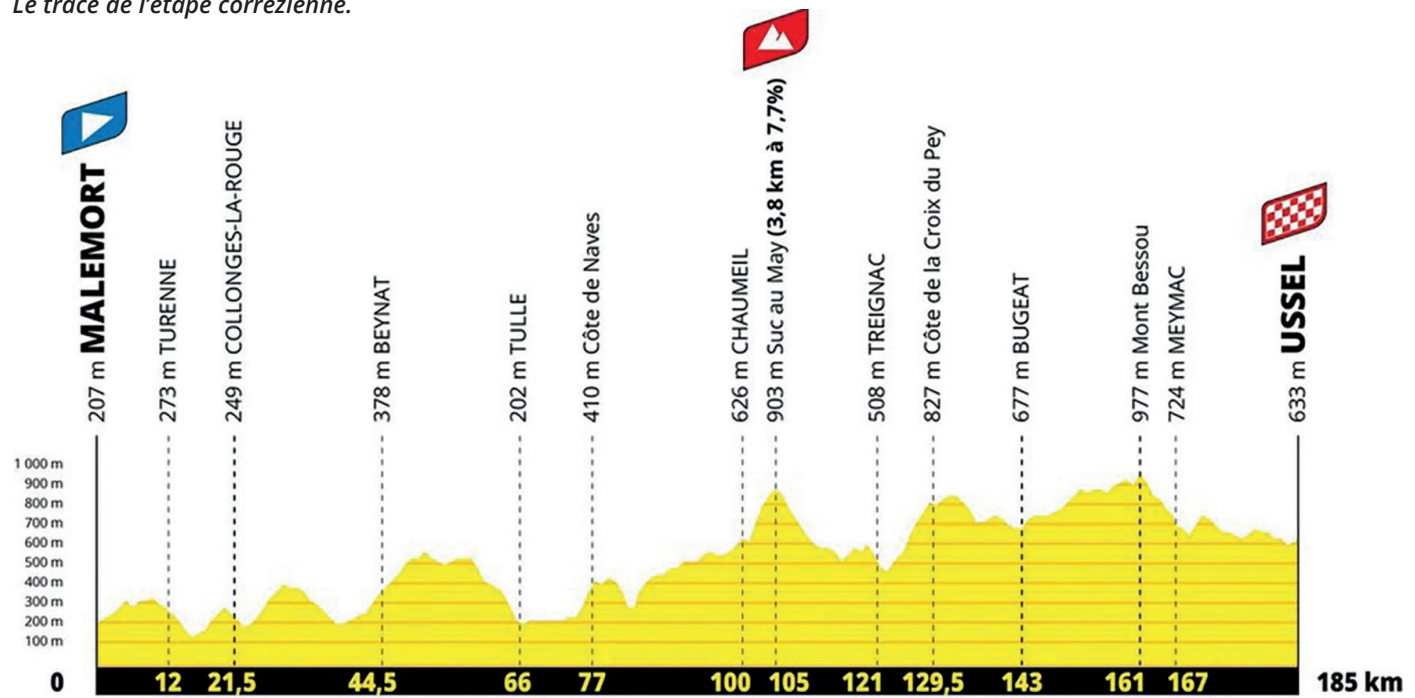 Le tracé de l'étape corrézienne.
207 m MALEMORT
273 m TURENNE
249 m COLLONGES-LA-ROUGE
378 m BEYNAT
202 m TULLE
410 m Côte de Naves
626 m CHAUMEIL
903 m Suc au May (3,8 km à 7,7%)
508 m TREIGNAC
827 m Côte de la Croix du Pey
677 m BUGEAT
977 m Mont Bessou
724 m MEYMAC
633 m USSEL
1 000 m
900 m
800 m
700 m
600 m
500 m
400 m
300 m
200 m
100 m
0 12 21,5 44,5 66 77 100 105 121 129,5 143 161 167 185 km